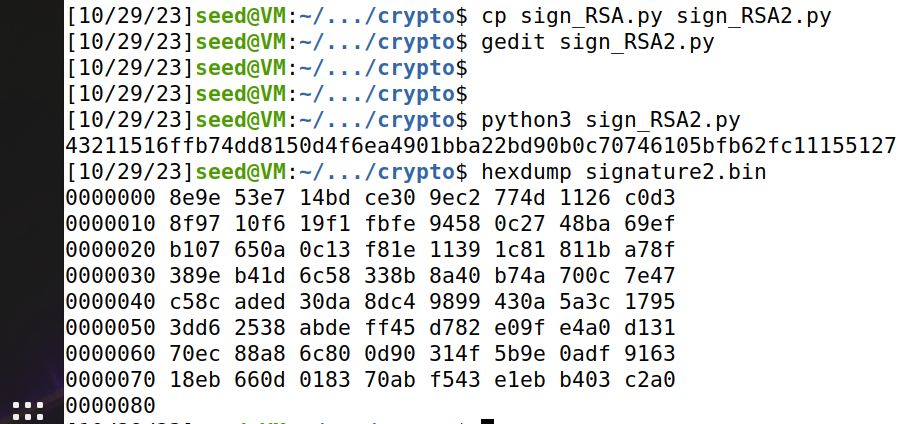 [10/29/23]seed@VM:~/.../crypto$ cp sign_RSA.py sign_RSA2.py
[10/29/23]seed@VM:~/.../crypto$ gedit sign_RSA2.py
[10/29/23]seed@VM:~/.../crypto$
[10/29/23]seed@VM:~/.../crypto$
[10/29/23]seed@VM:~/.../crypto$ python3 sign_RSA2.py
43211516ffb74dd8150d4f6ea4901bba22bd90b0c70746105bfb62fc11155127
[10/29/23]seed@VM:~/.../crypto$ hexdump signature2.bin
0000000 8e9e 53e7 14bd ce30 9ec2 774d 1126 c0d3
0000010 8f97 10f6 19f1 fbfe 9458 0c27 48ba 69ef
0000020 b107 650a 0c13 f81e 1139 1c81 811b a78f
0000030 389e b41d 6c58 338b 8a40 b74a 700c 7e47
0000040 c58c aded 30da 8dc4 9899 430a 5a3c 1795
0000050 3dd6 2538 abde ff45 d782 e09f e4a0 d131
0000060 70ec 88a8 6c80 0d90 314f 5b9e 0adf 9163
0000070 18eb 660d 0183 70ab f543 e1eb b403 c2a0
0000080